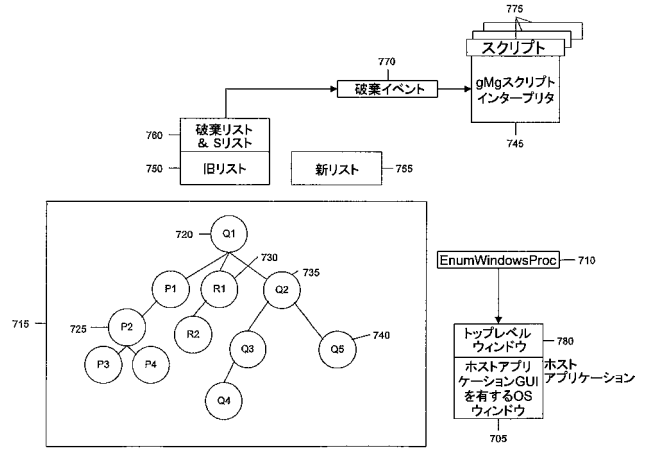 775
スクリプト
gMgスクリプト
インタープリタ
745
770
破棄イベント
760
破棄リスト
& Sリスト
750
旧リスト
新リスト
755
715
720
Q1
730
735
P1
R1
Q2
725
P2
R2
Q3
740
Q5
P3
P4
Q4
EnumWindowsProc
710
トップレベル
ウィンドウ
780
ホストアプリ
ケーションGUI
を有するOS
ウィンドウ
ホスト
アプリケーション
705